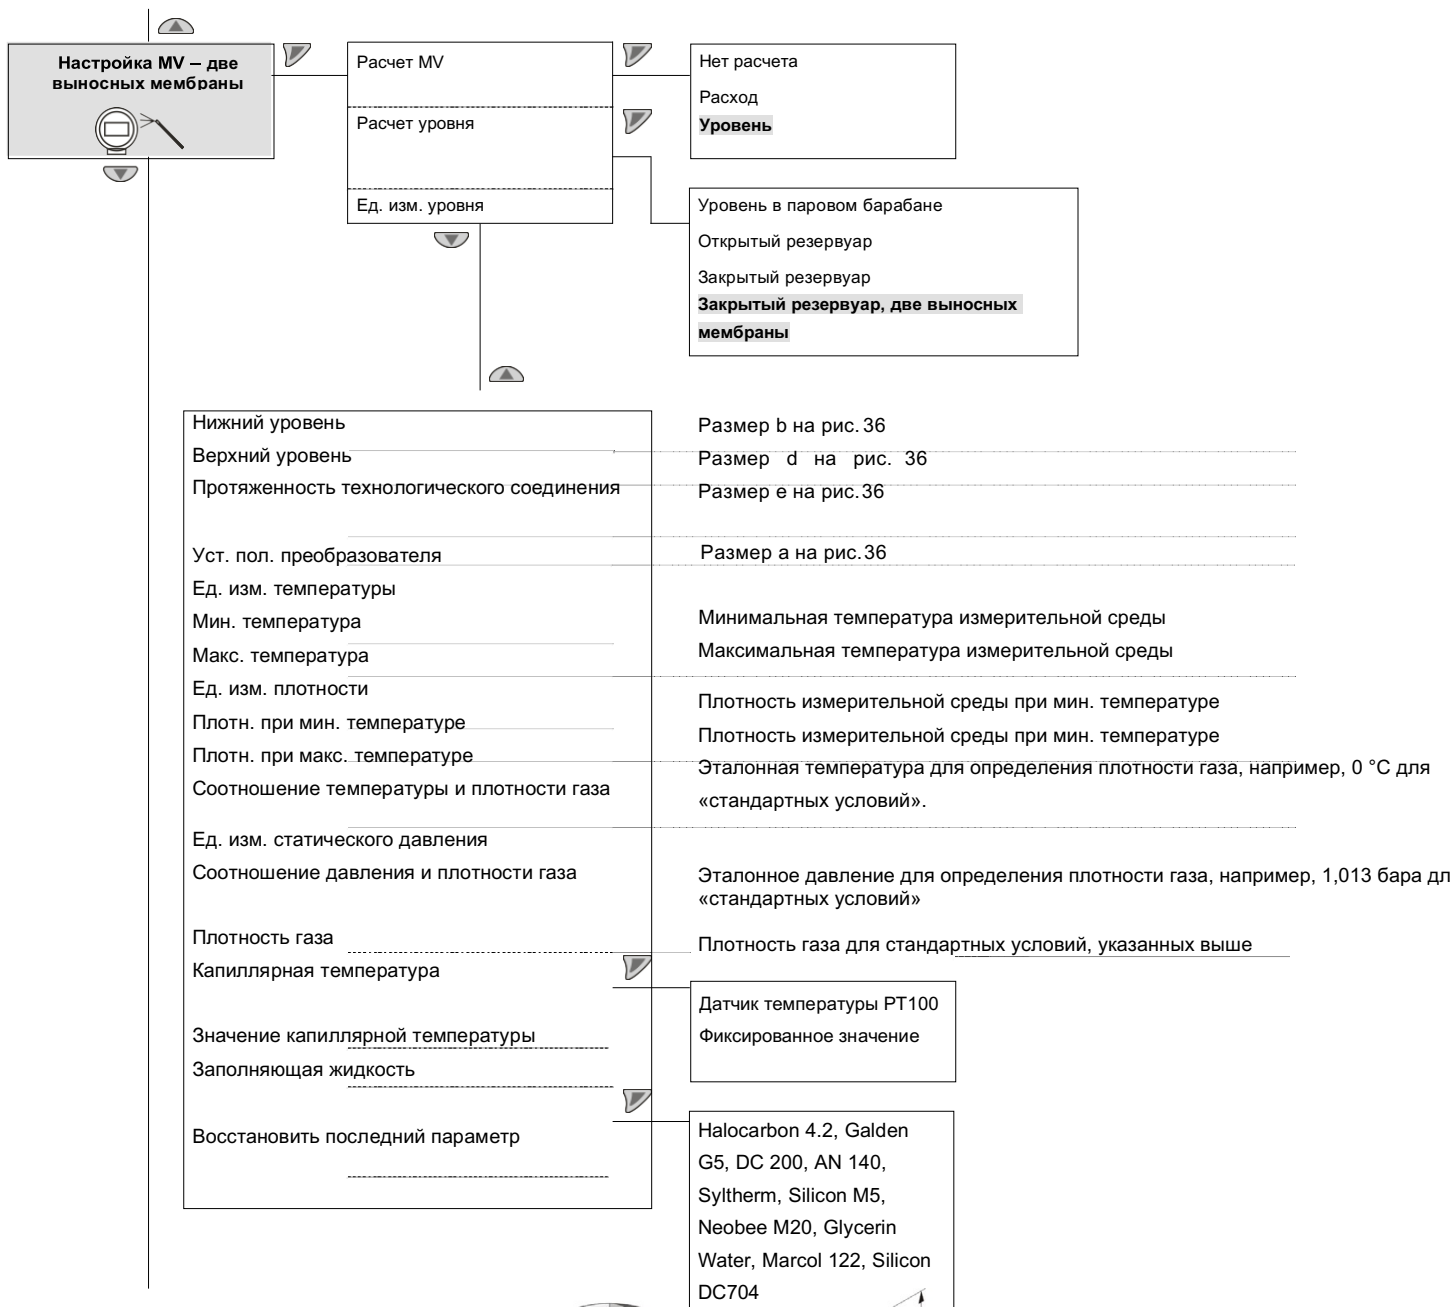 Настройка MV – две
выносных мембраны
Расчет MV
Расчет уровня
Ед. изм. уровня
Нет расчета
Расход
Уровень
Уровень в паровом барабане
Открытый резервуар
Закрытый резервуар
Закрытый резервуар, две выносных
мембраны
Нижний уровень
Размер b на рис. 36
Верхний уровень
Размер d на рис. 36
Протяженность технологического соединения
Размер e на рис.36
Уст. пол. преобразователя
Размер a на рис.36
Ед. изм. температуры
Мин. температура
Минимальная температура измерительной среды
Макс. температура
Максимальная температура измерительной среды
Ед. изм. плотности
Плотн. при мин. температуре
Плотность измерительной среды при мин. температуре
Плотн. при макс. температуре
Плотность измерительной среды при мин. температуре
Соотношение температуры и плотности газа
Эталонная температура для определения плотности газа, например, 0 °C для
«стандартных условий».
Ед. изм. статического давления
Соотношение давления и плотности газа
Эталонное давление для определения плотности газа, например, 1,013 бара дл
«стандартных условий»
Плотность газа
Плотность газа для стандартных условий, указанных выше
Капиллярная температура
Датчик температуры PT100
Фиксированное значение
Значение капиллярной температуры
Заполняющая жидкость
Восстановить последний параметр
Halocarbon 4.2, Galden
G5, DC 200, AN 140,
Syltherm, Silicon M5,
Neobee M20, Glycerin
Water, Marcol 122, Silicon
DC704